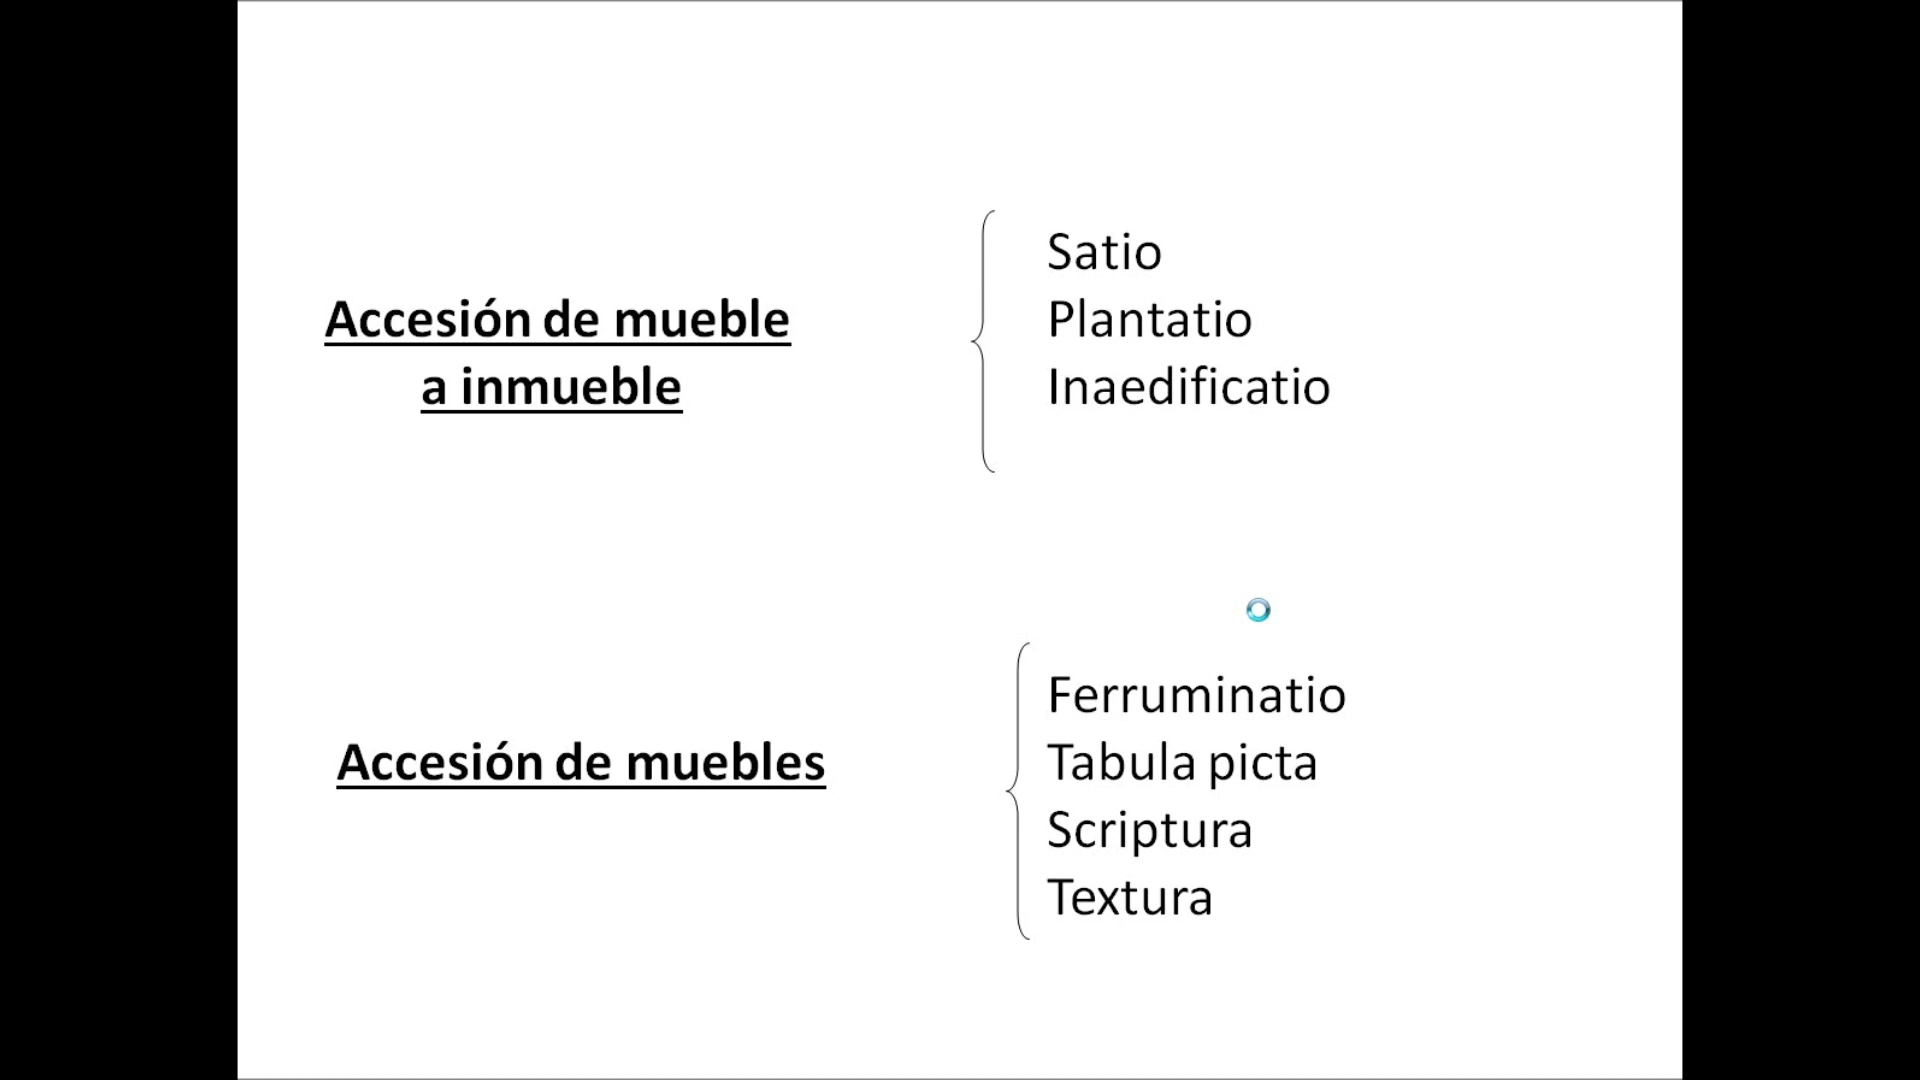 Accesión de mueble
a inmueble
Satio
Plantatio
Inaedificatio
Accesión de muebles
Ferruminatio
Tabula picta
Scriptura
Textura